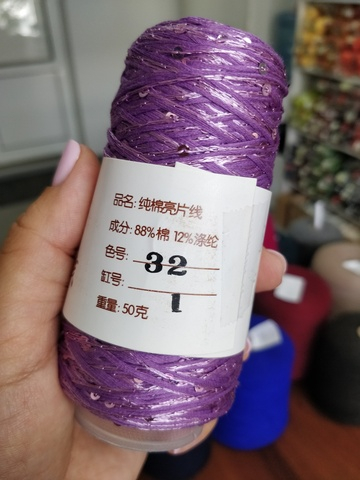 品名: 纯棉亮片线
成分: 88%棉 12%涤纶
色号: 32
缸号: 1
重量: 50克